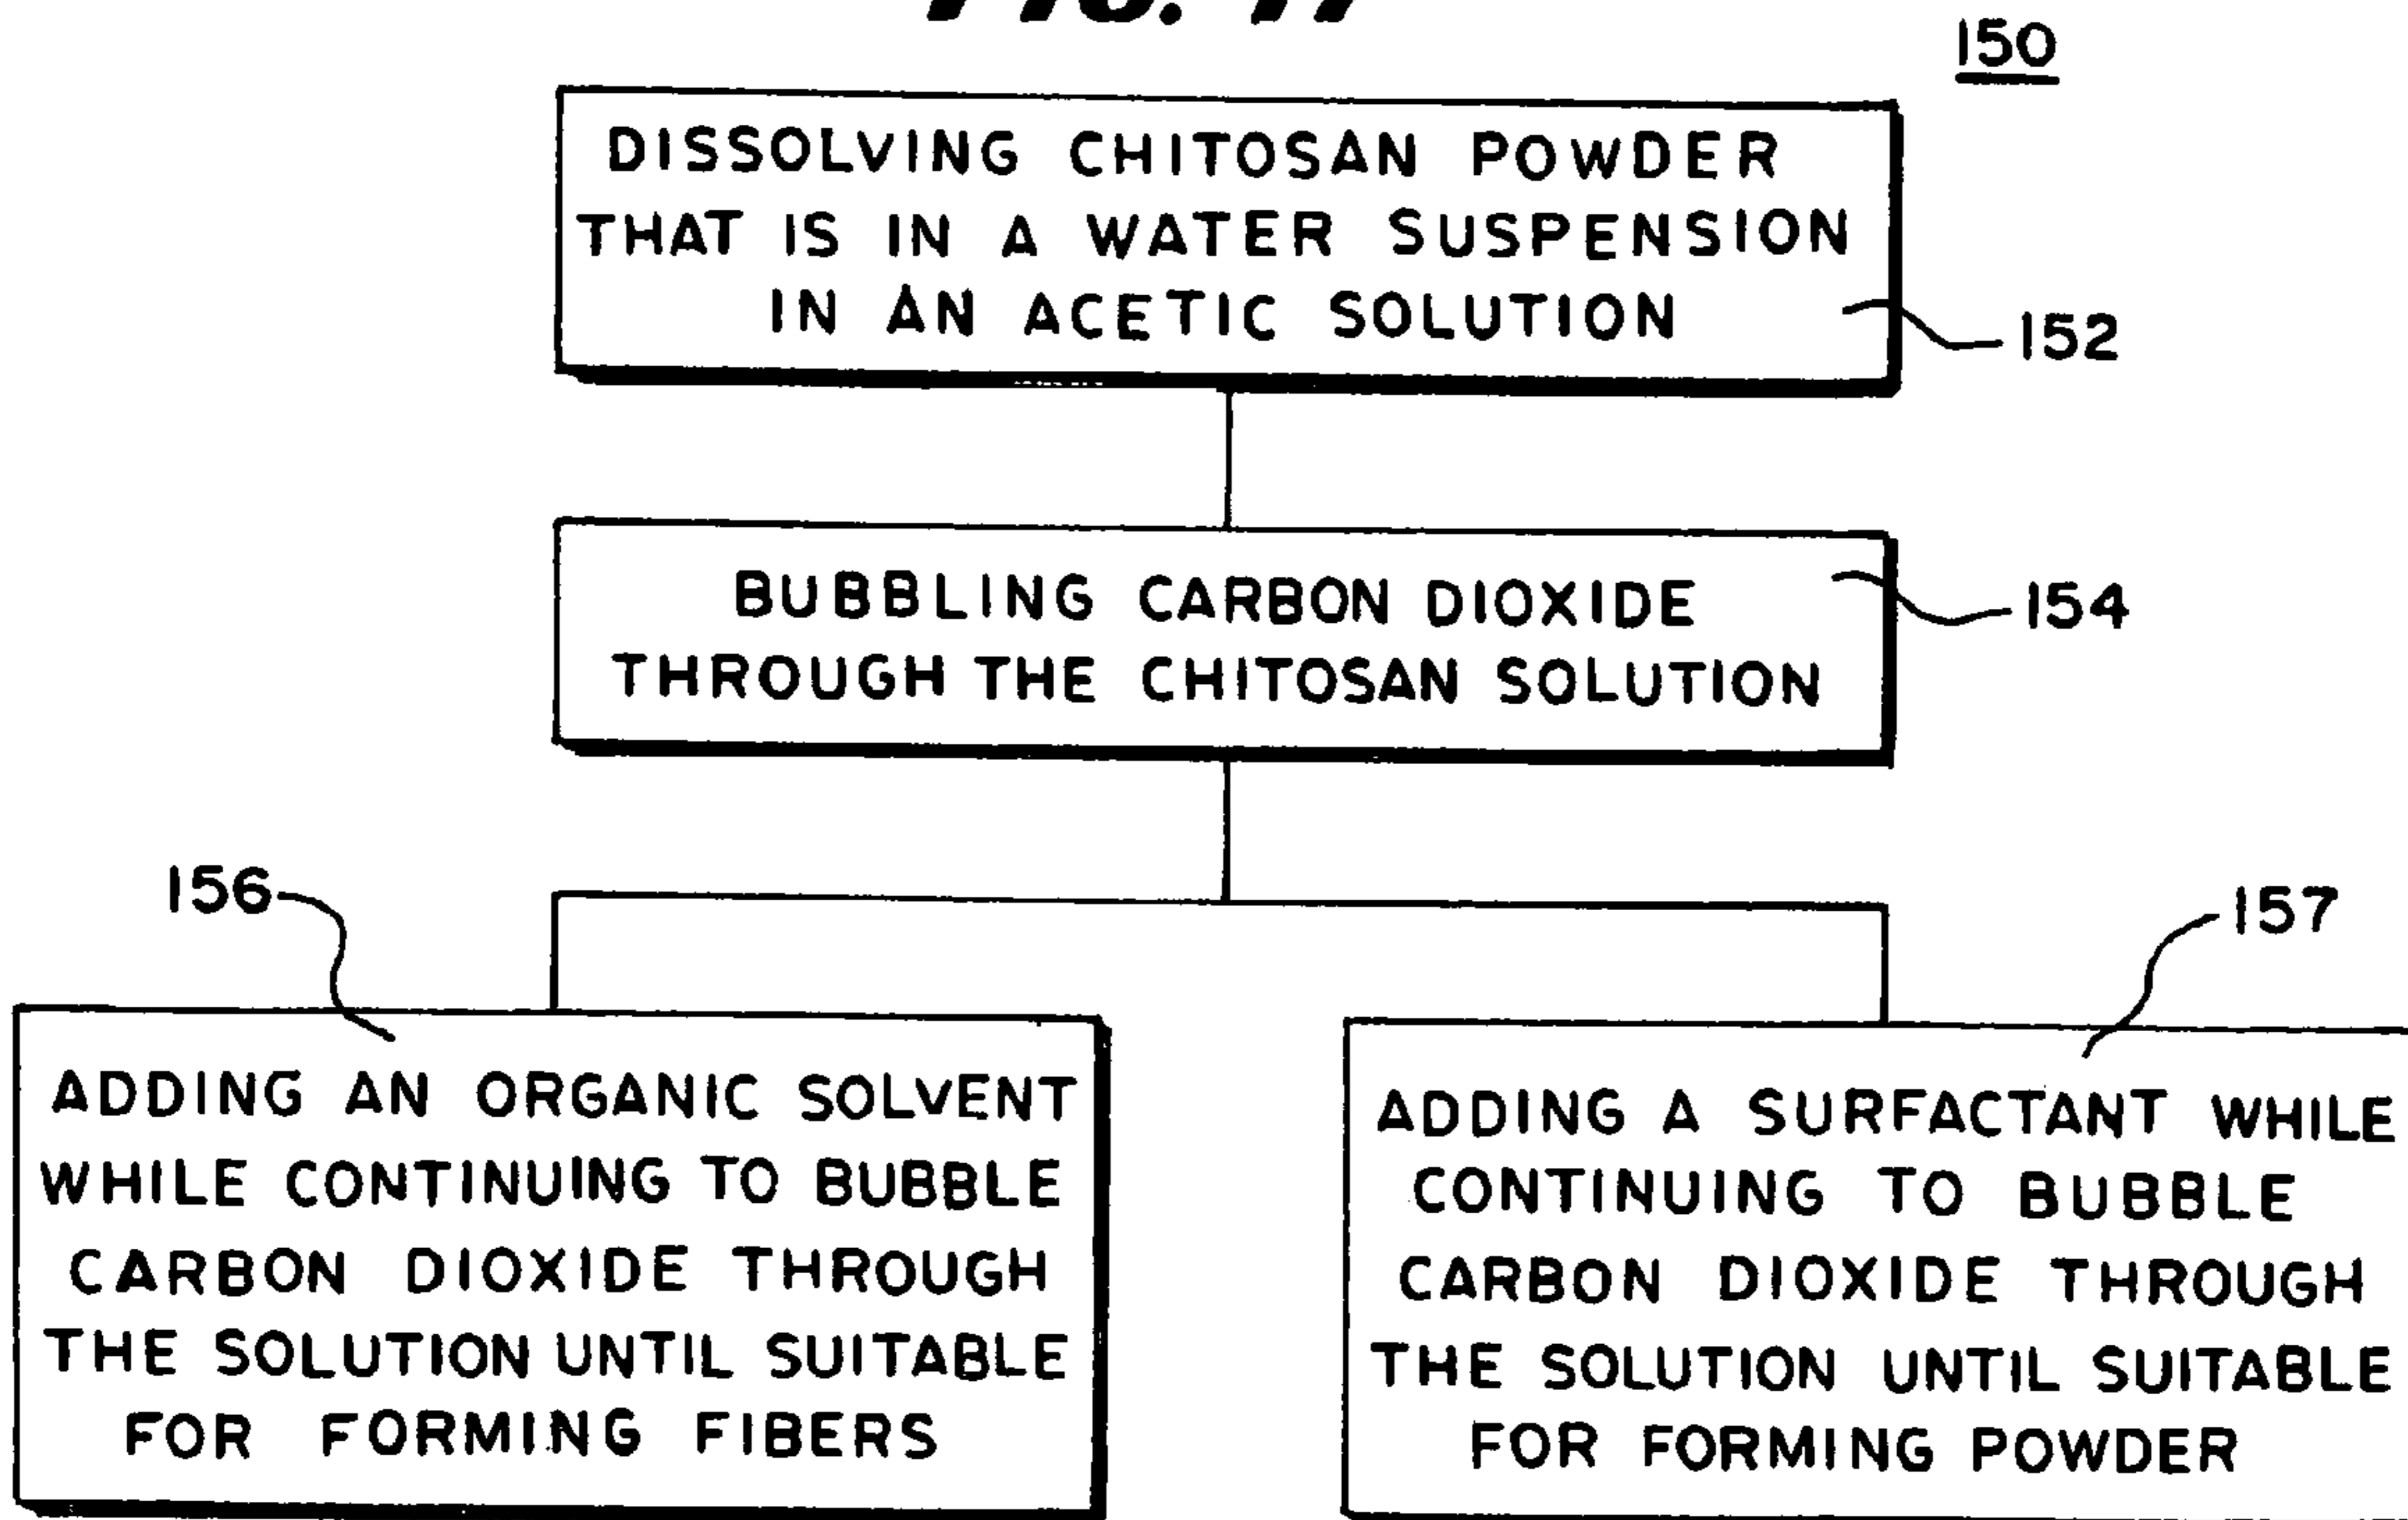 150
DISSOLVING CHITOSAN POWDER
THAT IS IN A WATER SUSPENSION
IN AN ACETIC SOLUTION
152
BUBBLING CARBON DIOXIDE
THROUGH THE CHITOSAN SOLUTION
154
156
157
ADDING AN ORGANIC SOLVENT
WHILE CONTINUING TO BUBBLE
CARBON DIOXIDE THROUGH
THE SOLUTION UNTIL SUITABLE
FOR FORMING FIBERS
ADDING A SURFACTANT WHILE
CONTINUING TO BUBBLE
CARBON DIOXIDE THROUGH
THE SOLUTION UNTIL SUITABLE
FOR FORMING POWDER